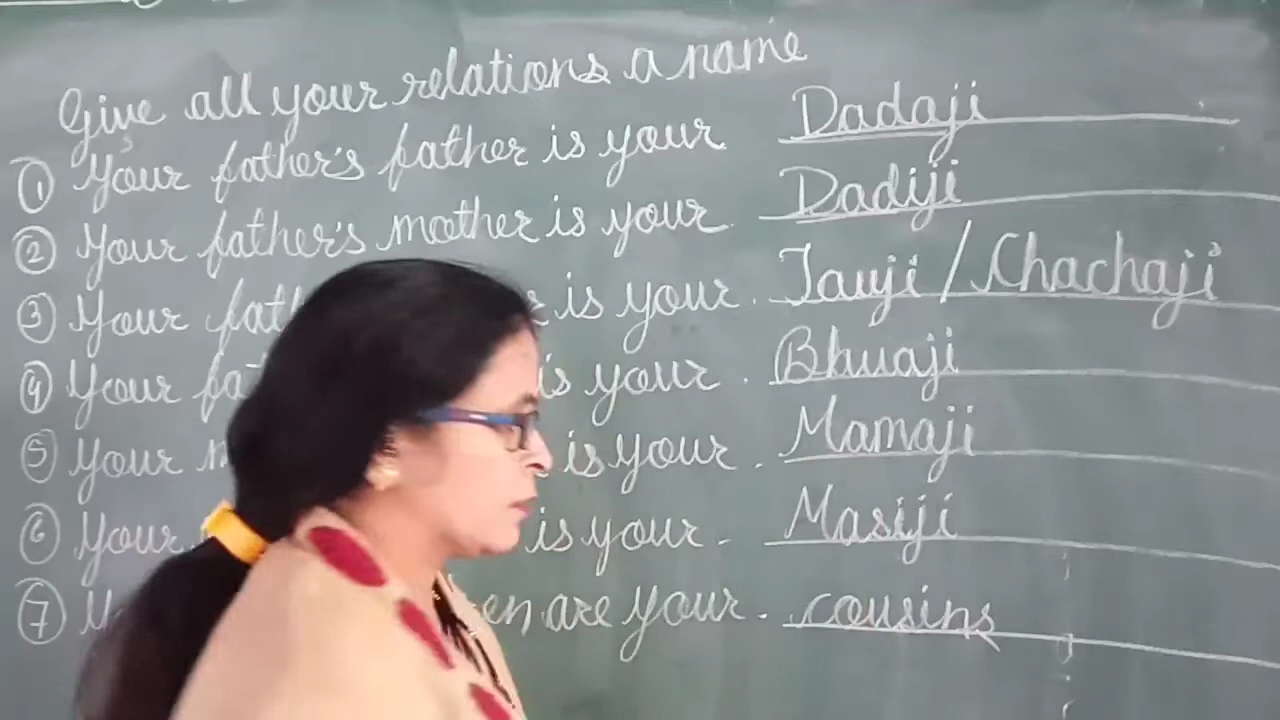 Give all your relations a name
① Your father's father is your Dadaji
② Your father's mother is your. Dadiji
③ Your is your. Tauji / Chachaji
④ Your is your. Bhuaji
⑤ Your is your. Mamaji
⑥ Your is your. Masiji
⑦ are your. cousins